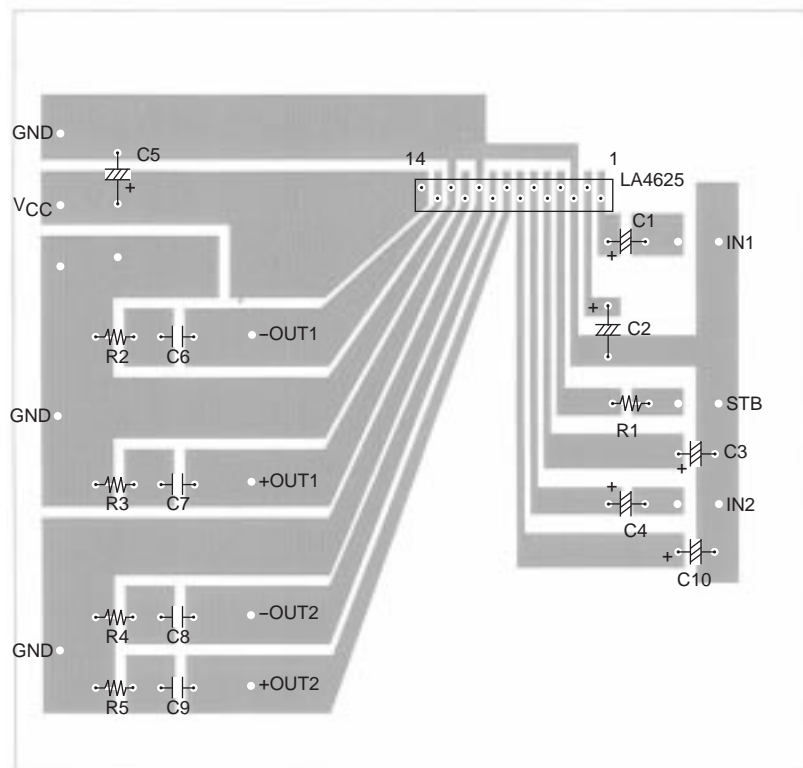 GND
C5
14
1
LA4625
VCC
C1
+
+
IN1
+
C2
R2
C6
−OUT1
GND
STB
R1
C3
+
R3
C7
+OUT1
+
IN2
C4
+
C10
R4
C8
−OUT2
GND
R5
C9
+OUT2